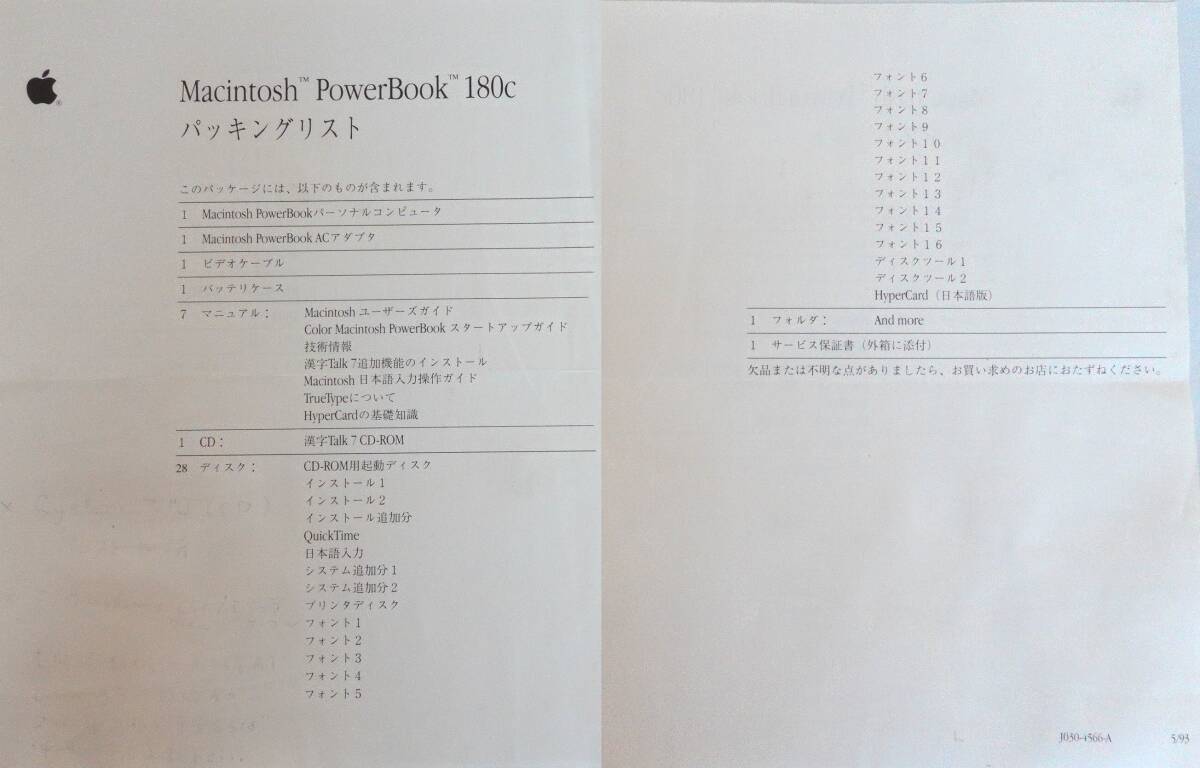 Macintosh™ PowerBook™ 180c
パッキングリスト
このパッケージには、以下のものが含まれます。
1 Macintosh PowerBookパーソナルコンピュータ
1 Macintosh PowerBook ACアダプタ
1 ビデオケーブル
1 バッテリケース
7 マニュアル： Macintosh ユーザーズガイド
Color Macintosh PowerBook スタートアップガイド
技術情報
漢字Talk 7追加機能のインストール
Macintosh 日本語入力操作ガイド
TrueTypeについて
HyperCardの基礎知識
1 CD： 漢字Talk 7 CD-ROM
28 ディスク： CD-ROM用起動ディスク
インストール1
インストール2
インストール追加分
QuickTime
日本語入力
システム追加分1
システム追加分2
プリンタディスク
フォント1
フォント2
フォント3
フォント4
フォント5
フォント6
フォント7
フォント8
フォント9
フォント10
フォント11
フォント12
フォント13
フォント14
フォント15
フォント16
ディスクツール1
ディスクツール2
HyperCard（日本語版）
1 フォルダ： And more
1 サービス保証書（外箱に添付）
欠品または不明な点がありましたら、お買い求めのお店におたずねください。
J030-4566-A 5/93